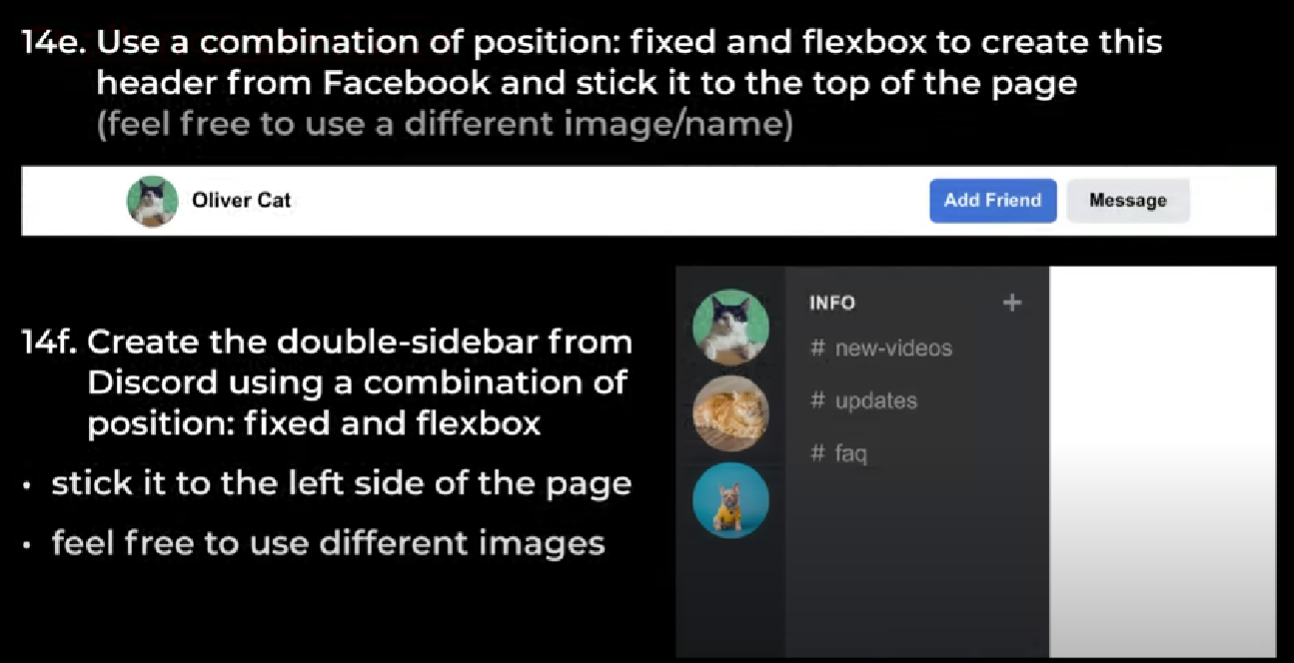 14e. Use a combination of position: fixed and flexbox to create this
header from Facebook and stick it to the top of the page
(feel free to use a different image/name)
Oliver Cat
Add Friend
Message
14f. Create the double-sidebar from
Discord using a combination of
position: fixed and flexbox
• stick it to the left side of the page
• feel free to use different images
INFO +
# new-videos
# updates
# faq